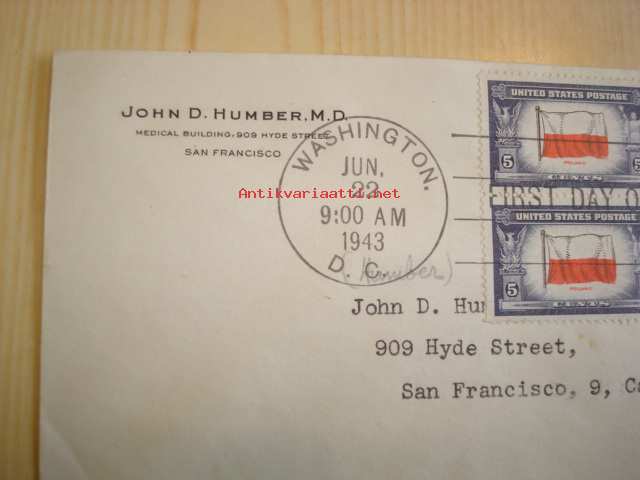 JOHN D. HUMBER, M.D.
MEDICAL BUILDING, 909 HYDE STREET
SAN FRANCISCO
WASHINGTON.
JUN.
22
9:00 AM
1943
D. C.
Antikvariaatti.net
(Humber)
UNITED STATES POSTAGE
POLAND
5 CENTS
FIRST DAY O
UNITED STATES POSTAGE
POLAND
5 CENTS
John D. Hu
909 Hyde Street,
San Francisco, 9, Ca